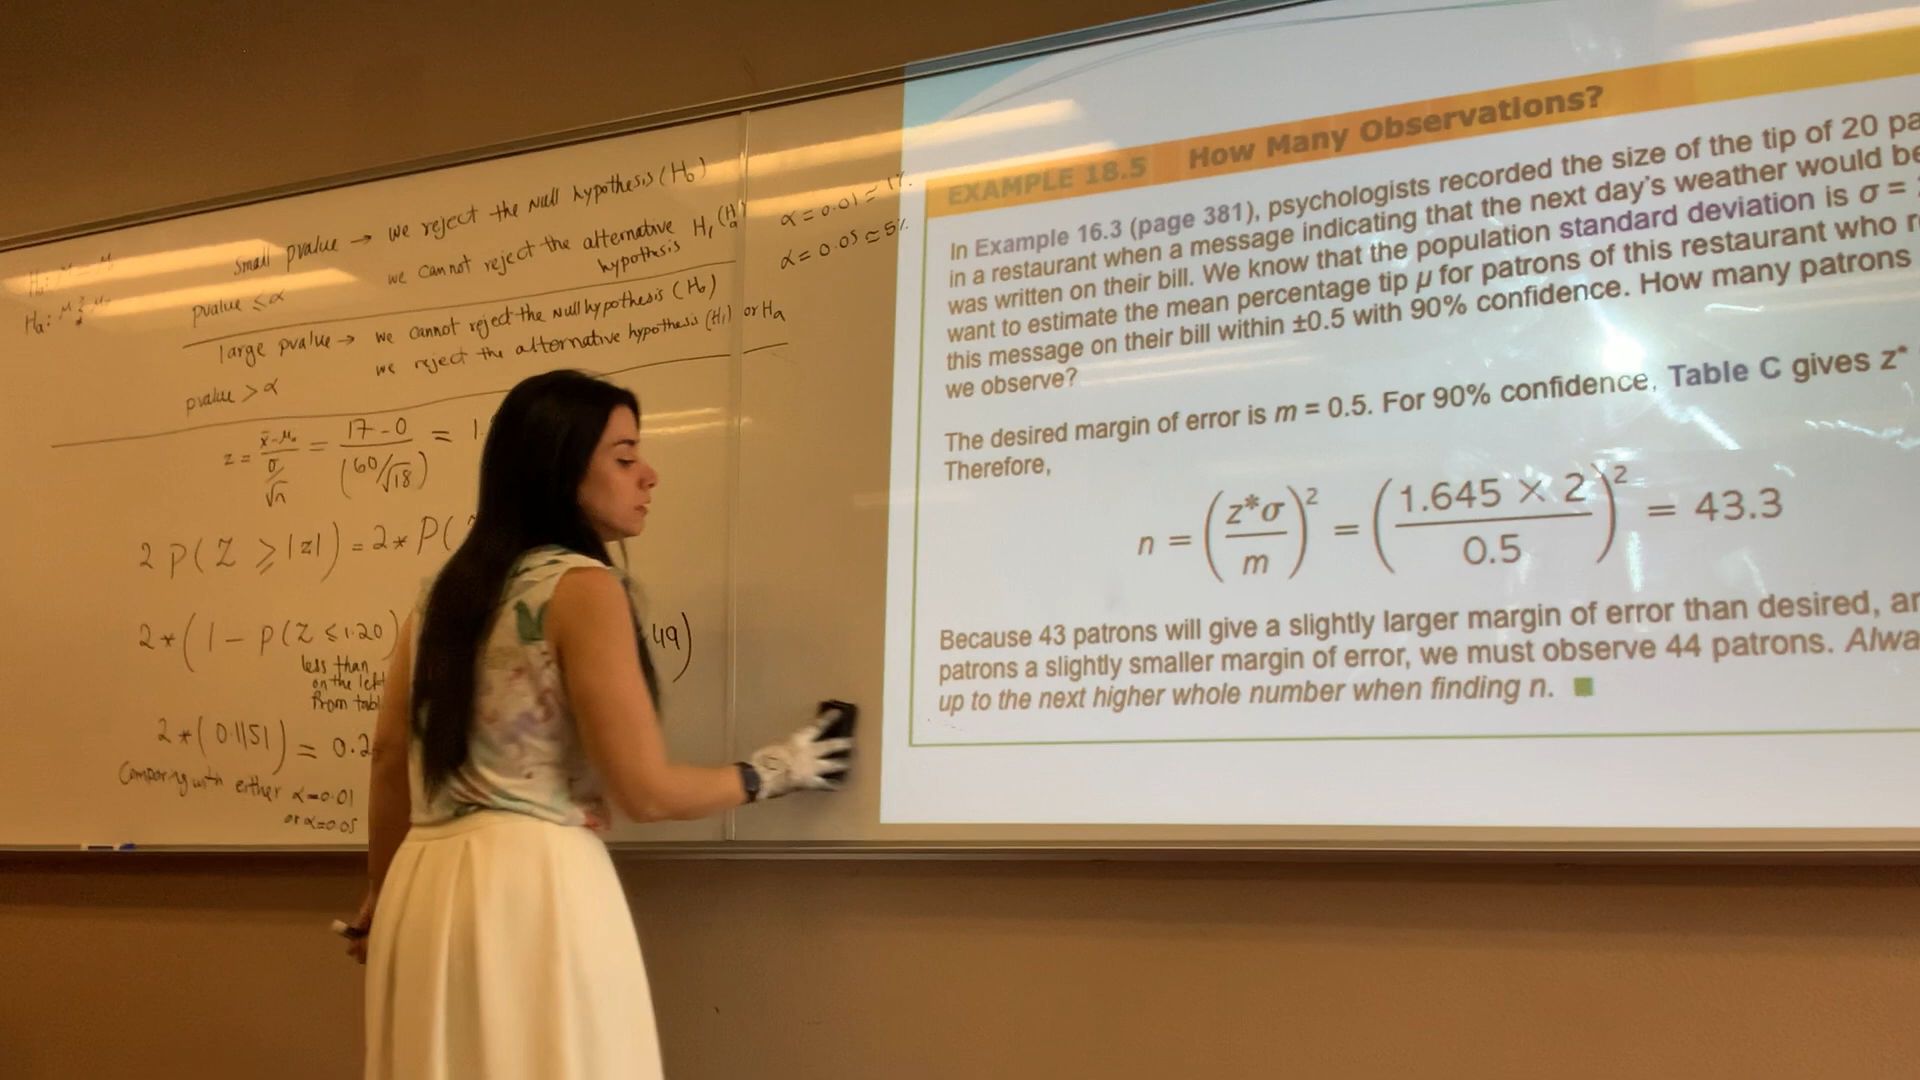 H₀: μ = μ
Hₐ: μ
small pvalue → we reject the Null hypothesis (H₀)
pvalue ≤ α
we cannot reject the alternative H₁ (Hₐ)
hypothesis
large pvalue → we cannot reject the Null hypothesis (H₀)
pvalue > α
we reject the alternative hypothesis (H₁) or Ha
α = 0.01 = 1%
α = 0.05 = 5%
z = (x̄-μ₀)/(σ/√n) = (17-0)/(60/√18) = 1.
2 P(Z ≥ |z|) = 2* P(
2*(1 - P(Z ≤ 1.20)
49)
less than
on the left
from tabl
2*(0.1151) = 0.2
Comparing with either α=0.01
or α=0.05
EXAMPLE 18.5 How Many Observations?
In Example 16.3 (page 381), psychologists recorded the size of the tip of 20 pa
in a restaurant when a message indicating that the next day's weather would be
was written on their bill. We know that the population standard deviation is σ =
want to estimate the mean percentage tip μ for patrons of this restaurant who r
this message on their bill within ±0.5 with 90% confidence. How many patrons
we observe?
The desired margin of error is m = 0.5. For 90% confidence, Table C gives z*
Therefore,
n = (z*σ/m)² = (1.645 × 2/0.5)² = 43.3
Because 43 patrons will give a slightly larger margin of error than desired, an
patrons a slightly smaller margin of error, we must observe 44 patrons. Alwa
up to the next higher whole number when finding n.